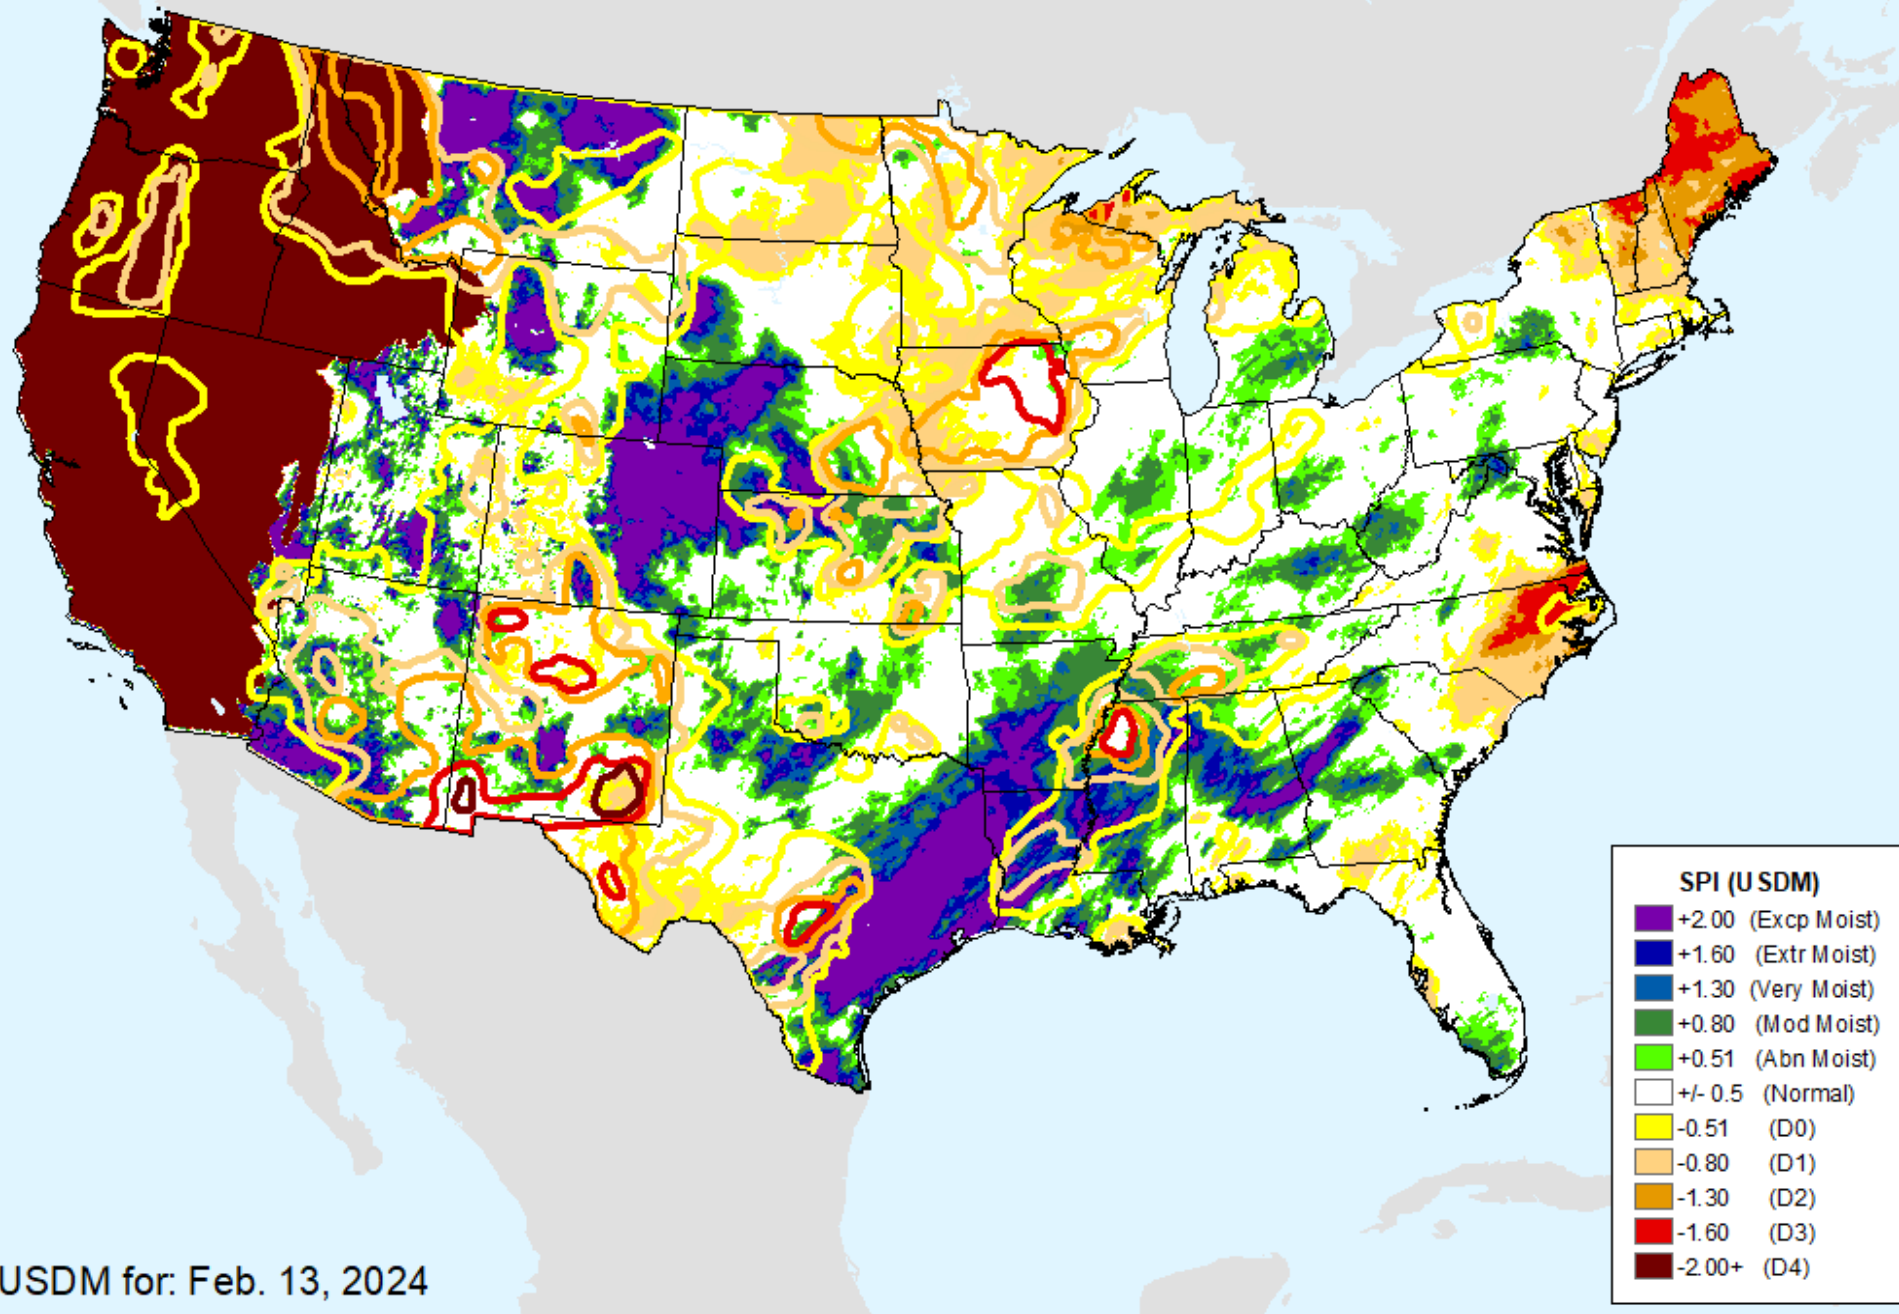 SPI (USDM)
+2.00 (Excp Moist)
+1.60 (Extr Moist)
+1.30 (Very Moist)
+0.80 (Mod Moist)
+0.51 (Abn Moist)
+/- 0.5 (Normal)
-0.51 (D0)
-0.80 (D1)
-1.30 (D2)
-1.60 (D3)
-2.00+ (D4)
USDM for: Feb. 13, 2024